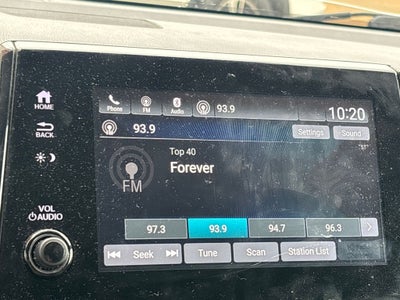 Phone
FM
Audio
93.9
10:20
HOME
BACK
93.9
Settings
Sound
Top 40
Forever
FM
VOL
AUDIO
97.3
93.9
94.7
96.3
Seek
Tune
Scan
Station List